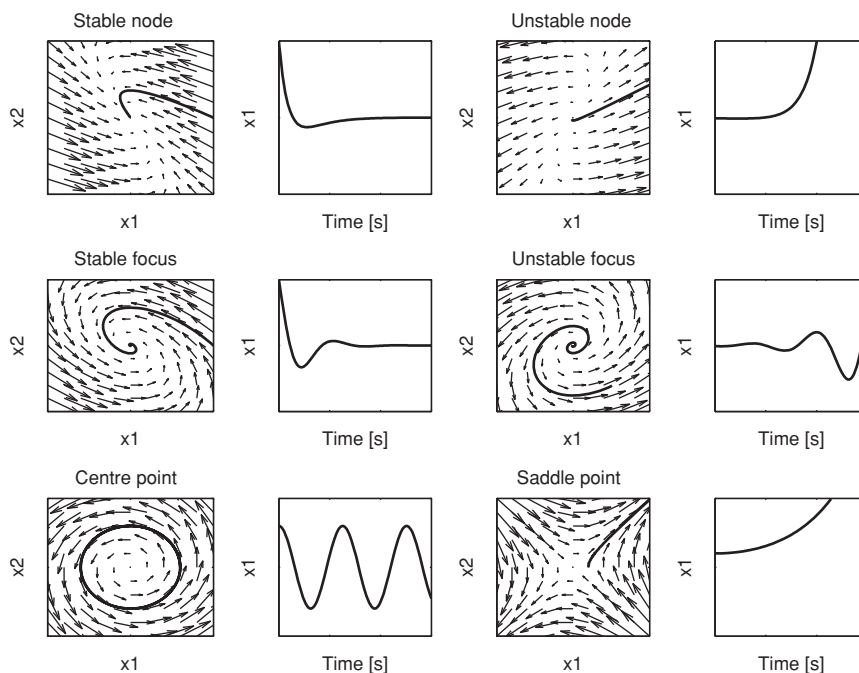 Stable node
Unstable node
x2
x1
x2
x1
x1
Time [s]
x1
Time [s]
Stable focus
Unstable focus
x2
x1
x2
x1
x1
Time [s]
x1
Time [s]
Centre point
Saddle point
x2
x1
x2
x1
x1
Time [s]
x1
Time [s]